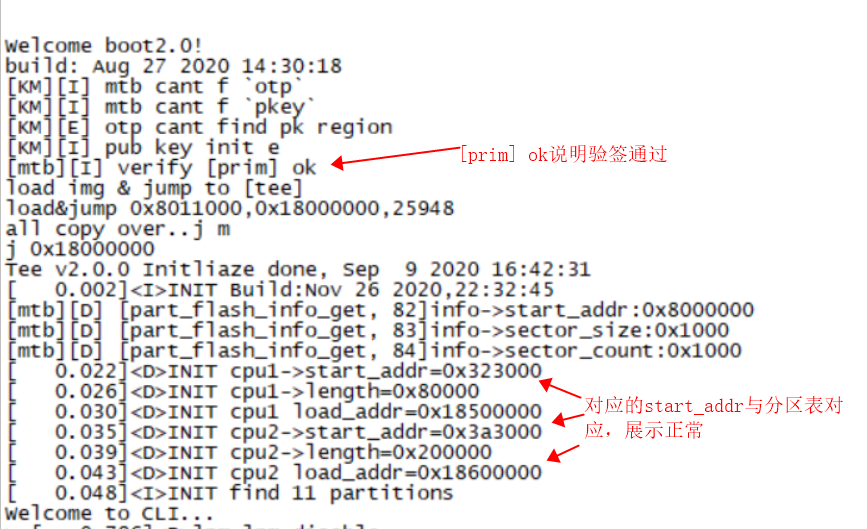 Welcome boot2.0!
build: Aug 27 2020 14:30:18
[KM][I] mtb cant f `otp`
[KM][I] mtb cant f `pkey`
[KM][E] otp cant find pk region
[KM][I] pub key init e
[mtb][I] verify [prim] ok
[prim] ok说明验签通过
load img & jump to [tee]
load&jump 0x8011000,0x18000000,25948
all copy over..j m
j 0x18000000
Tee v2.0.0 Initliaze done, Sep  9 2020 16:42:31
[   0.002]<I>INIT Build:Nov 26 2020,22:32:45
[mtb][D] [part_flash_info_get, 82]info->start_addr:0x8000000
[mtb][D] [part_flash_info_get, 83]info->sector_size:0x1000
[mtb][D] [part_flash_info_get, 84]info->sector_count:0x1000
[   0.022]<D>INIT cpu1->start_addr=0x323000
[   0.026]<D>INIT cpu1->length=0x80000
[   0.030]<D>INIT cpu1 load_addr=0x18500000
[   0.035]<D>INIT cpu2->start_addr=0x3a3000
[   0.039]<D>INIT cpu2->length=0x200000
[   0.043]<D>INIT cpu2 load_addr=0x18600000
对应的start_addr与分区表对
应，展示正常
[   0.048]<I>INIT find 11 partitions
Welcome to CLI...